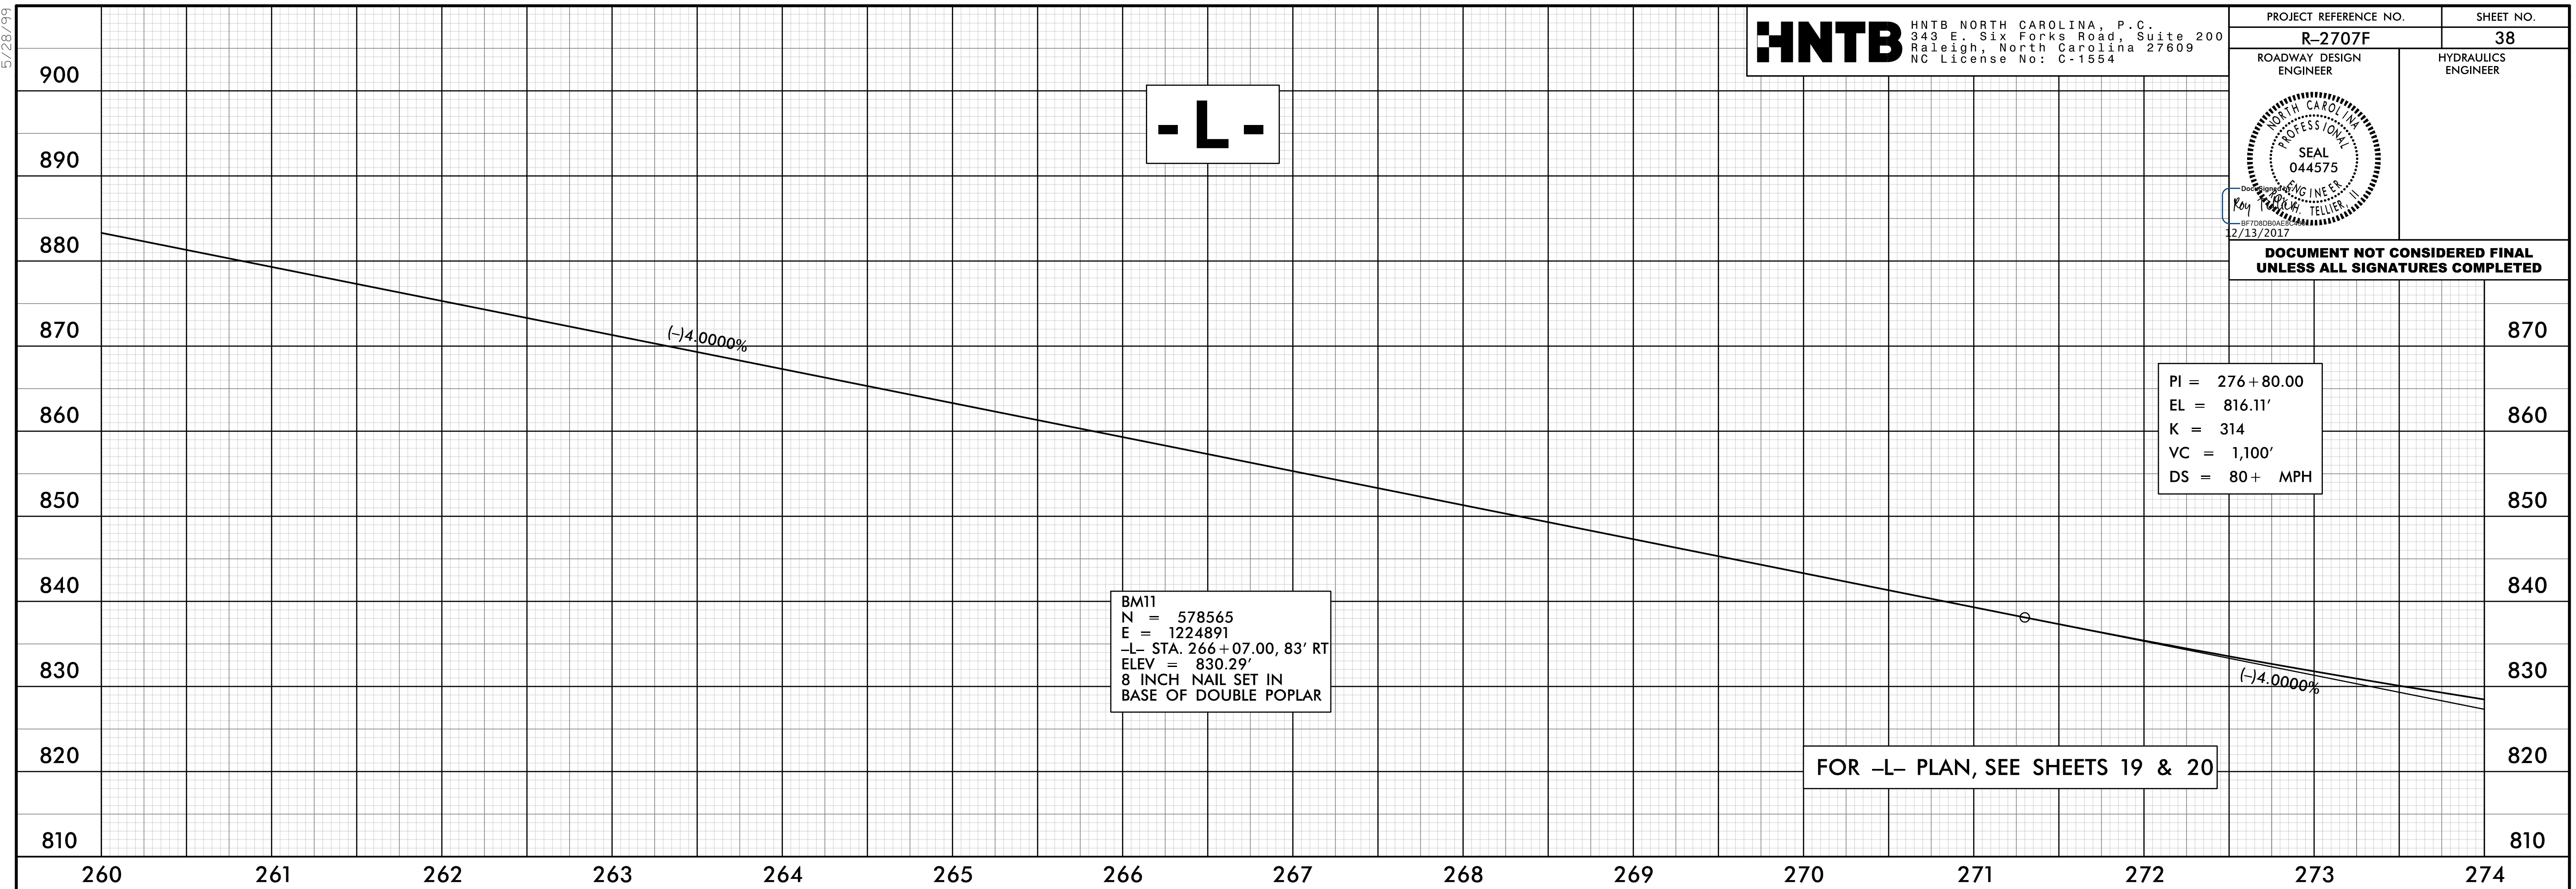 5/28/99
HNTB
HNTB NORTH CAROLINA, P.C.
343 E. Six Forks Road, Suite 200
Raleigh, North Carolina 27609
NC License No: C-1554
PROJECT REFERENCE NO.
SHEET NO.
R–2707F
38
ROADWAY DESIGN
ENGINEER
HYDRAULICS
ENGINEER
NORTH CAROLINA
PROFESSIONAL
SEAL
044575
ENGINEER
H. TELLIER, II
DocuSigned by:
Roy
12/13/2017
DOCUMENT NOT CONSIDERED FINAL
UNLESS ALL SIGNATURES COMPLETED
-L-
900
890
880
870
860
850
840
830
820
810
(–)4.0000%
PI = 276+80.00
EL = 816.11'
K = 314
VC = 1,100'
DS = 80+ MPH
BM11
N = 578565
E = 1224891
–L– STA. 266+07.00, 83' RT
ELEV = 830.29'
8 INCH NAIL SET IN
BASE OF DOUBLE POPLAR
(–)4.0000%
FOR –L– PLAN, SEE SHEETS 19 & 20
870
860
850
840
830
820
810
260 261 262 263 264 265 266 267 268 269 270 271 272 273 274